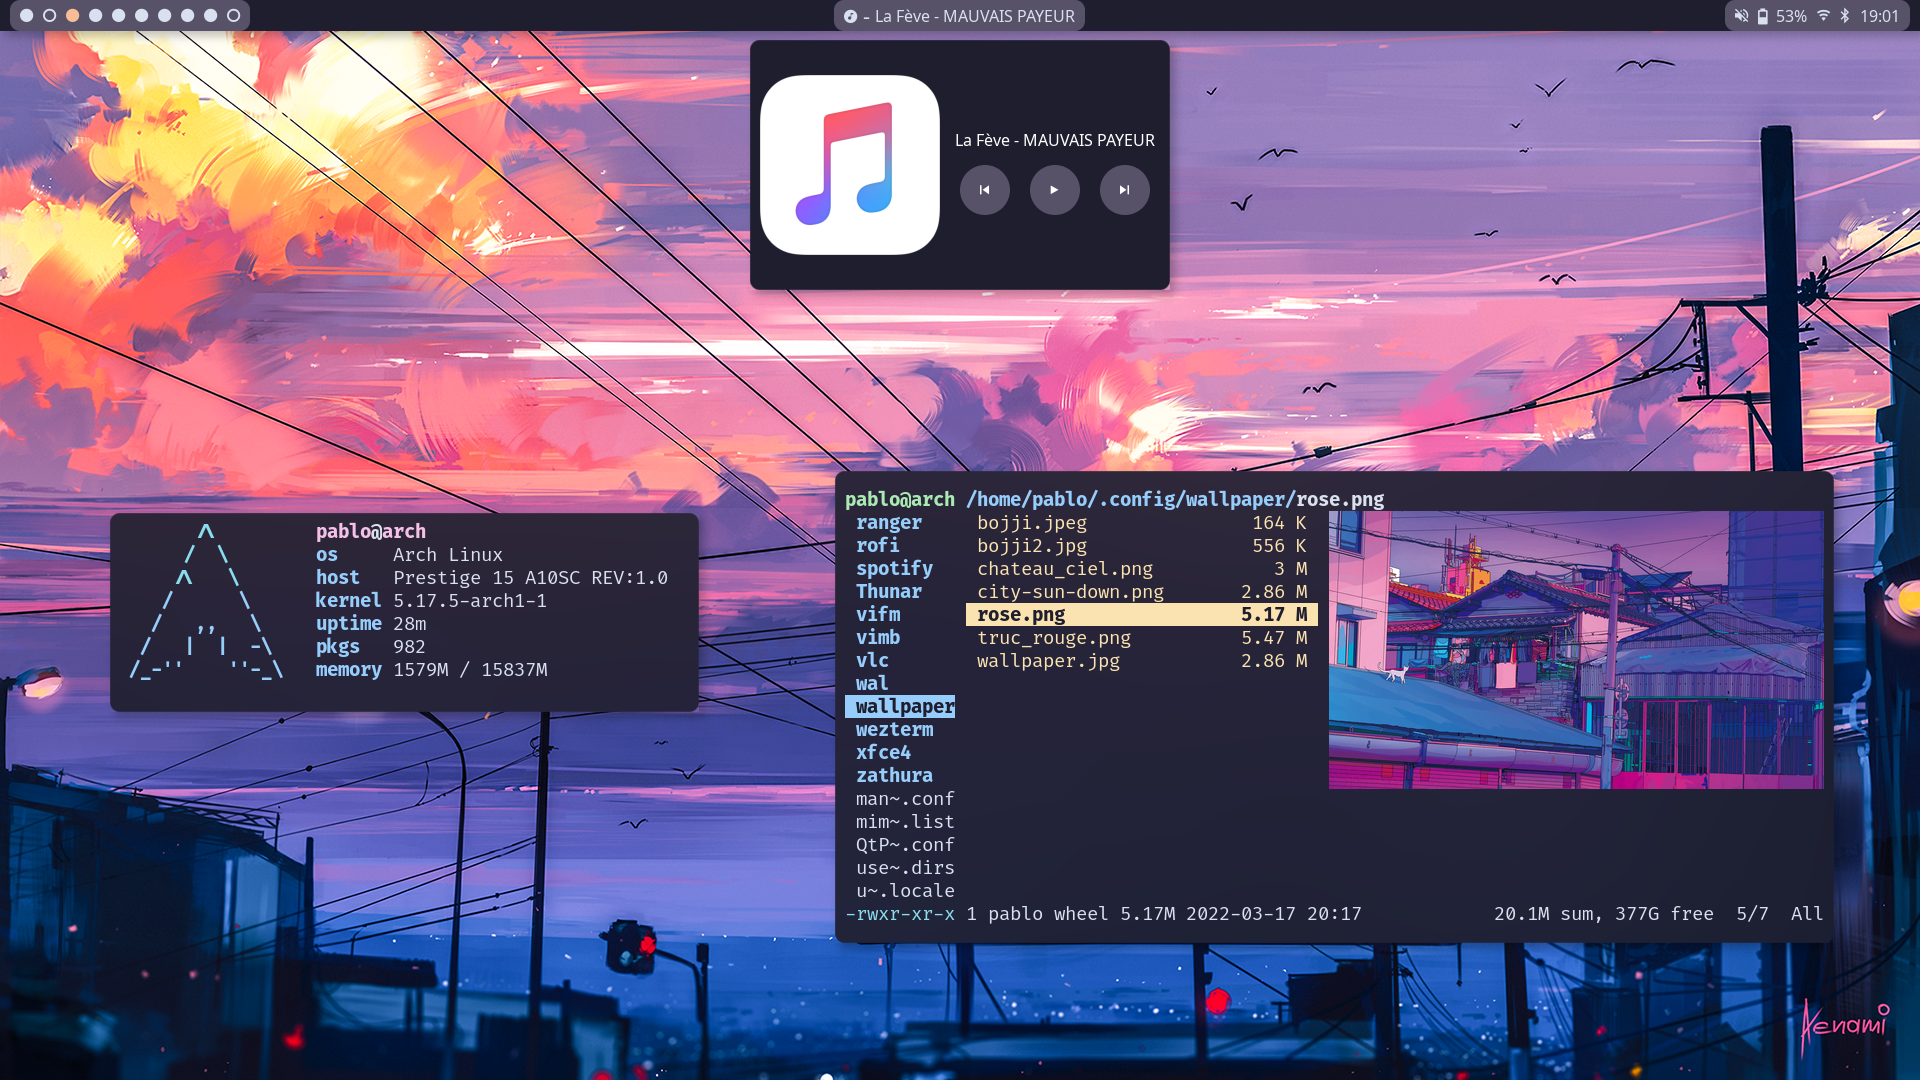 - La Fève - MAUVAIS PAYEUR
53% 19:01
La Fève - MAUVAIS PAYEUR
pablo@arch
os Arch Linux
host Prestige 15 A10SC REV:1.0
kernel 5.17.5-arch1-1
uptime 28m
pkgs 982
memory 1579M / 15837M
pablo@arch /home/pablo/.config/wallpaper/rose.png
ranger bojji.jpeg 164 K
rofi bojji2.jpg 556 K
spotify chateau_ciel.png 3 M
Thunar city-sun-down.png 2.86 M
vifm rose.png 5.17 M
vimb truc_rouge.png 5.47 M
vlc wallpaper.jpg 2.86 M
wal
wallpaper
wezterm
xfce4
zathura
man~.conf
mim~.list
QtP~.conf
use~.dirs
u~.locale
-rwxr-xr-x 1 pablo wheel 5.17M 2022-03-17 20:17 20.1M sum, 377G free 5/7 All
Aenami